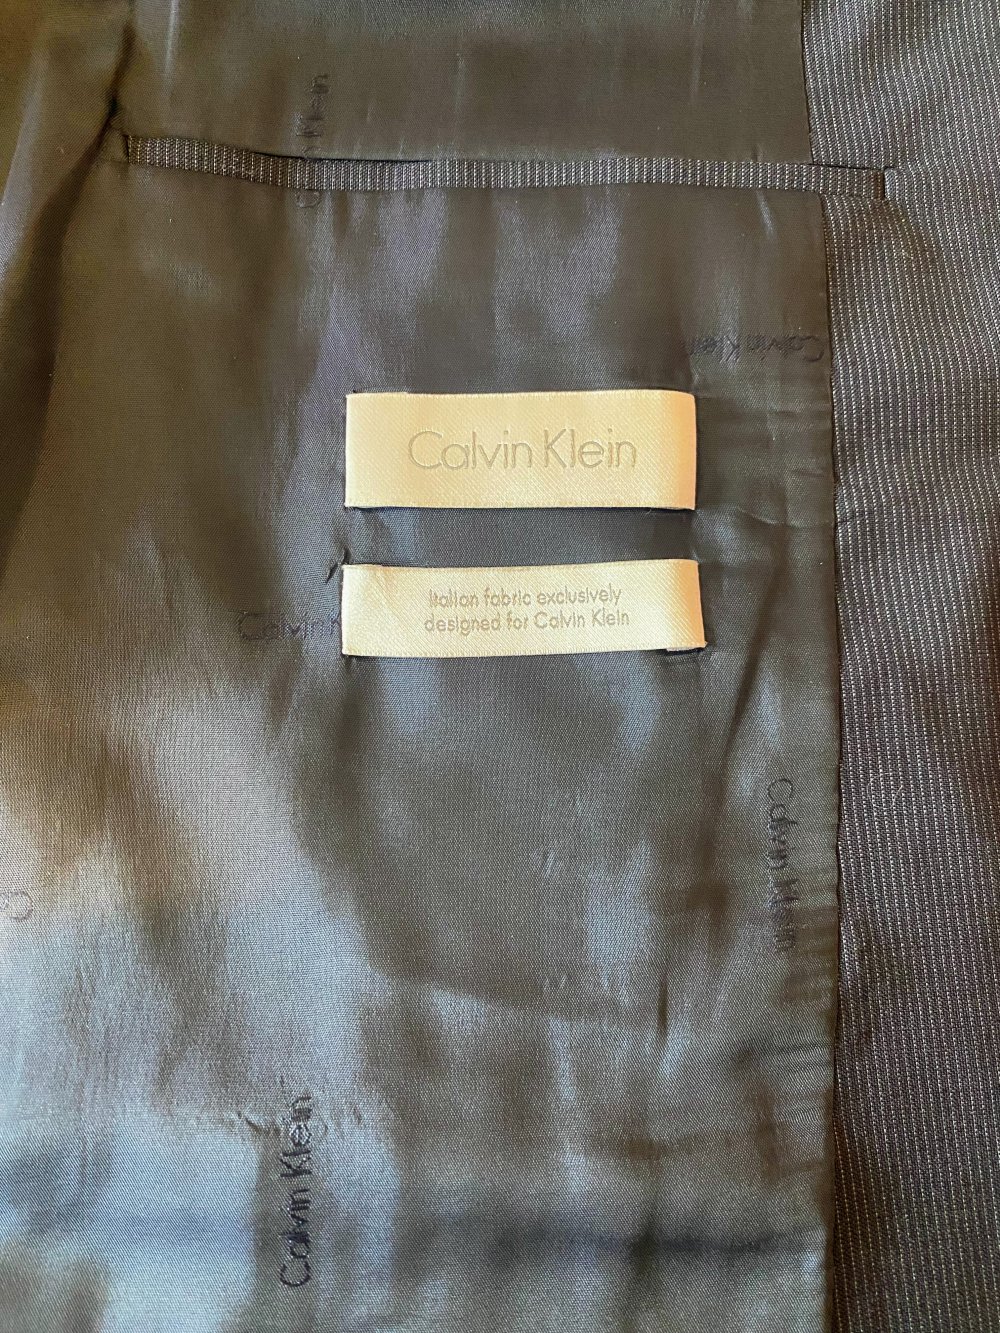 Klein
Calvin Klein
Calvin Klein
Italian fabric exclusively
designed for Calvin Klein
Calvin K
Calvin Klein
Calvin Klein